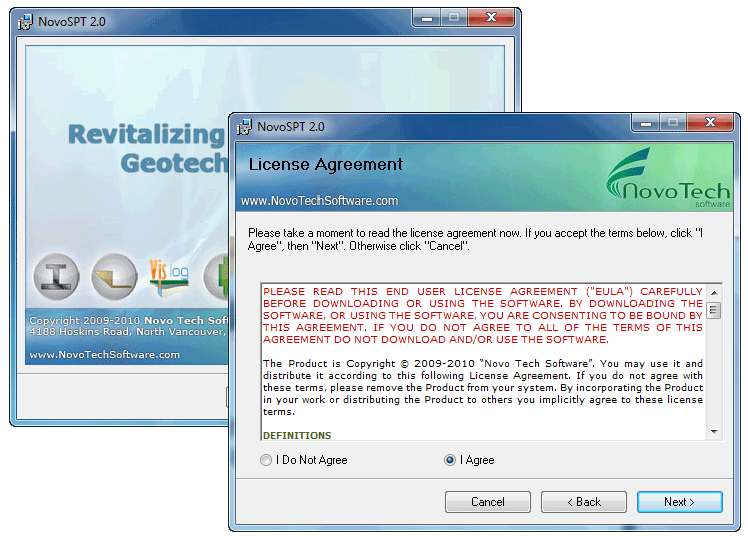 NovoSPT 2.0
Revitalizing
Geotech
Vis log
Copyright 2009-2010 Novo Tech Sof
4188 Hoskins Road, North Vancouver,
www.NovoTechSoftware.com
NovoSPT 2.0
License Agreement
www.NovoTechSoftware.com
NovoTech
software
Please take a moment to read the license agreement now. If you accept the terms below, click "I
Agree", then "Next". Otherwise click "Cancel".
PLEASE READ THIS END USER LICENSE AGREEMENT ("EULA") CAREFULLY
BEFORE DOWNLOADING OR USING THE SOFTWARE. BY DOWNLOADING THE
SOFTWARE, OR USING THE SOFTWARE, YOU ARE CONSENTING TO BE BOUND BY
THIS AGREEMENT. IF YOU DO NOT AGREE TO ALL OF THE TERMS OF THIS
AGREEMENT DO NOT DOWNLOAD AND/OR USE THE SOFTWARE.
The Product is Copyright © 2009-2010 “Novo Tech Software”. You may use it and
distribute it according to this following License Agreement. If you do not agree with
these terms, please remove the Product from your system. By incorporating the Product
in your work or distributing the Product to others you implicitly agree to these license
terms.
DEFINITIONS
I Do Not Agree
I Agree
Cancel
< Back
Next >